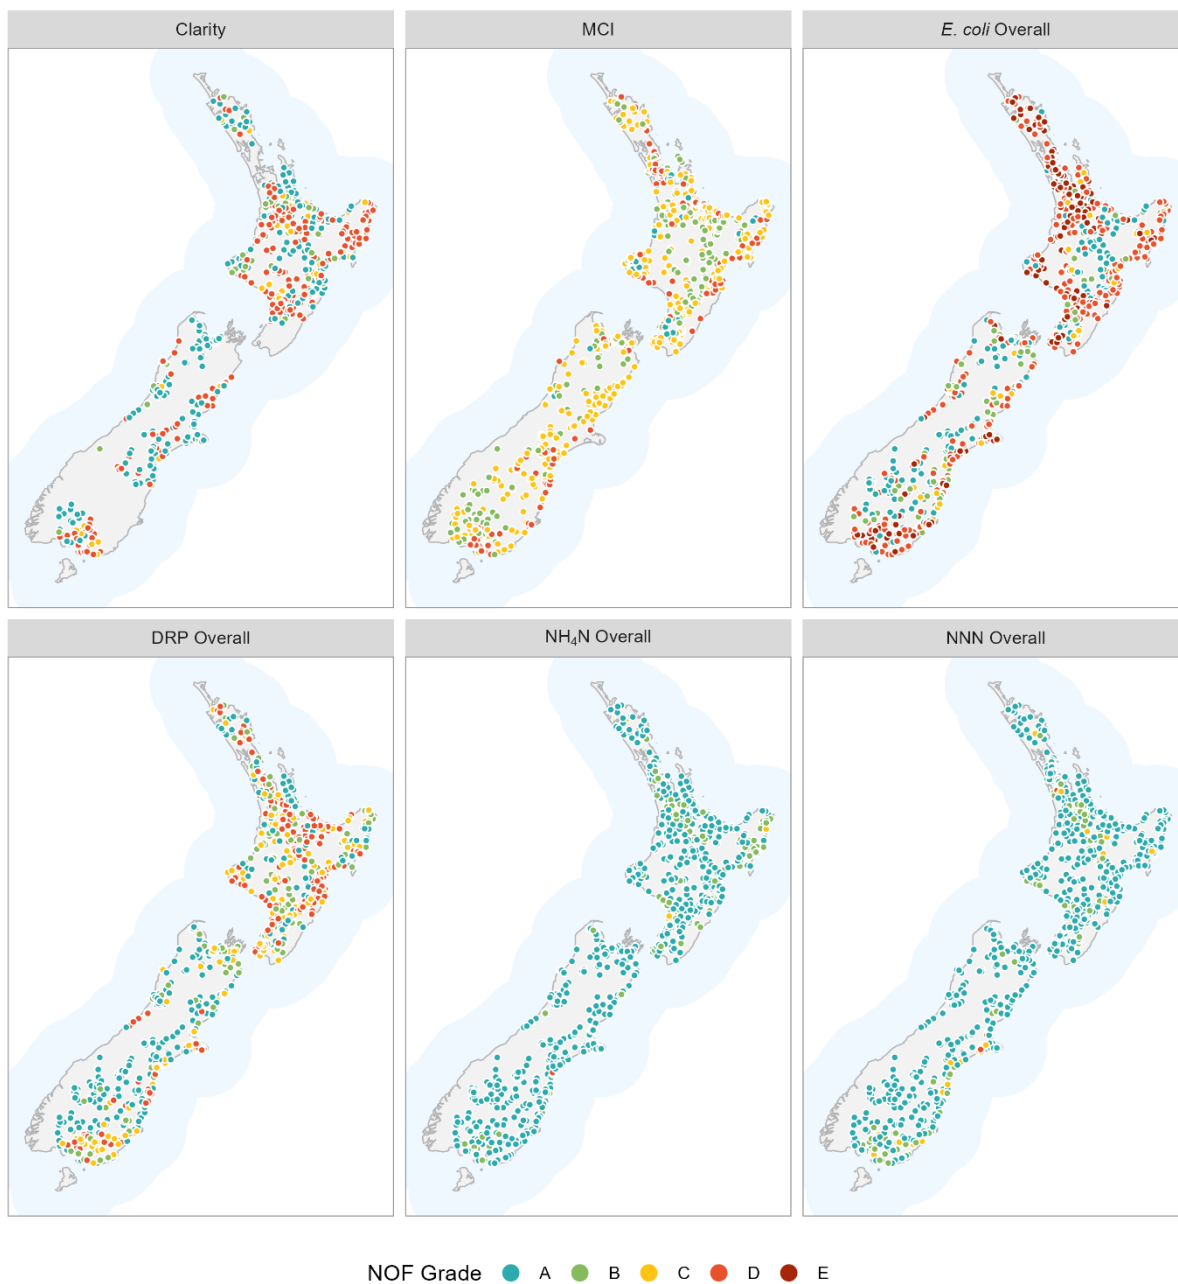 Clarity
MCI
E. coli Overall
DRP Overall
NH₄N Overall
NNN Overall
NOF Grade A B C D E